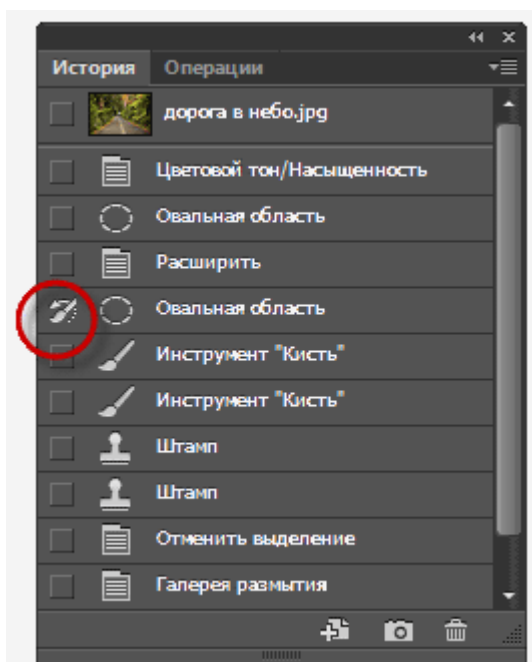 История Операции
дорога в небо.jpg
Цветовой тон/Насыщенность
Овальная область
Расширить
Овальная область
Инструмент "Кисть"
Инструмент "Кисть"
Штамп
Штамп
Отменить выделение
Галерея размытия